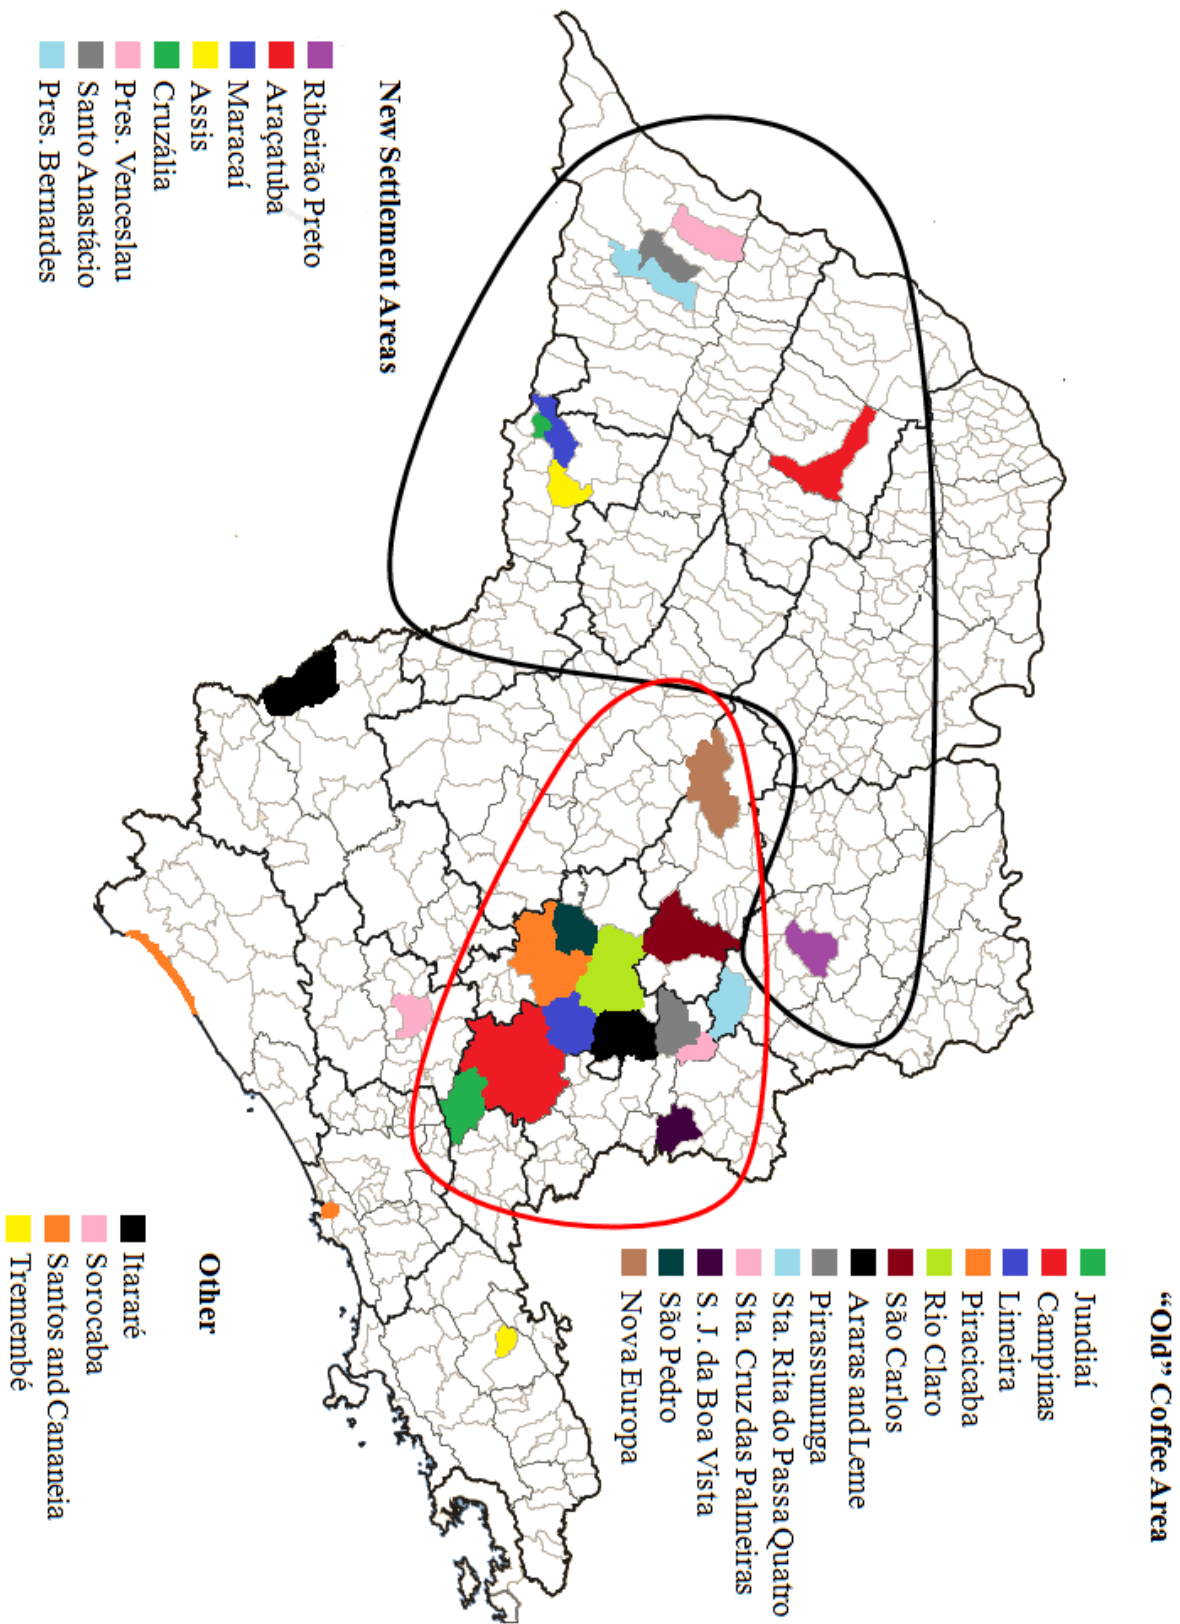 "Old" Coffee Area
Jundiaí
Campinas
Limeira
Piracicaba
Rio Claro
São Carlos
Araras and Leme
Pirassununga
Sta. Rita do Passa Quatro
Sta. Cruz das Palmeiras
S. J. da Boa Vista
São Pedro
Nova Europa
New Settlement Areas
Ribeirão Preto
Araçatuba
Maracaí
Assis
Cruzália
Pres. Venceslau
Santo Anastácio
Pres. Bernardes
Other
Itararé
Sorocaba
Santos and Cananeia
Tremembé